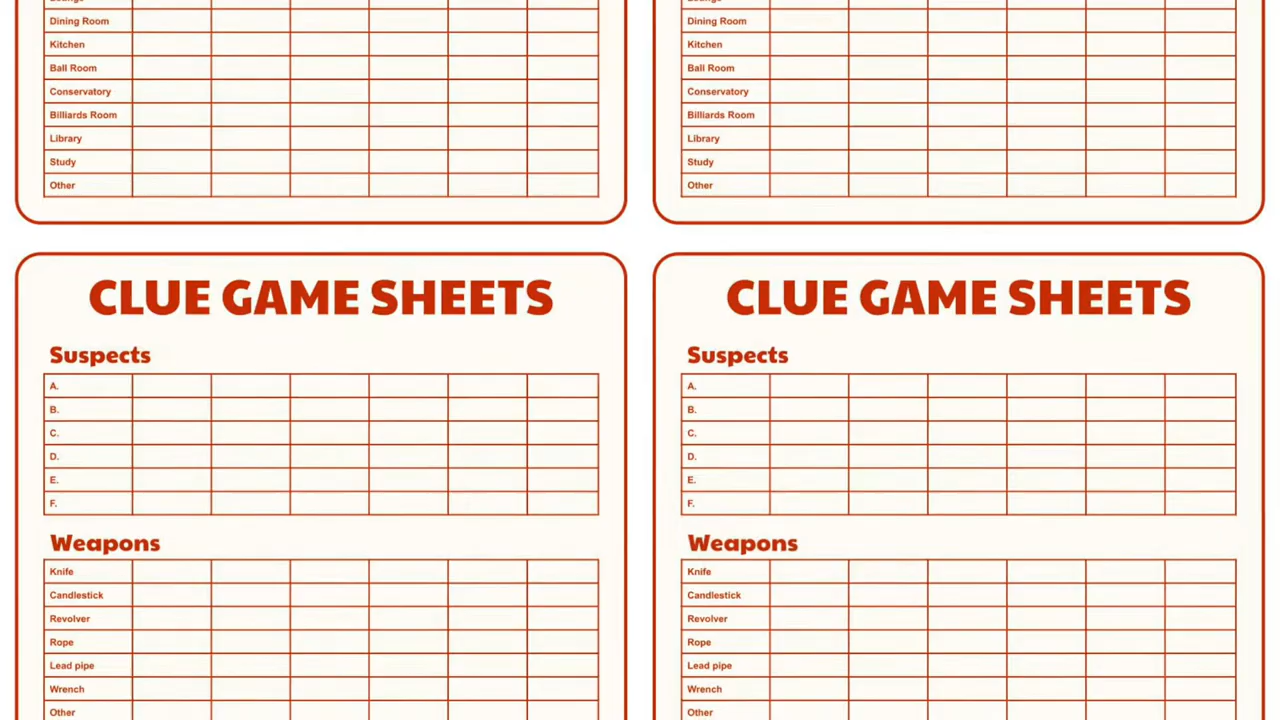 Dining Room
Kitchen
Ball Room
Conservatory
Billiards Room
Library
Study
Other
Dining Room
Kitchen
Ball Room
Conservatory
Billiards Room
Library
Study
Other
CLUE GAME SHEETS
Suspects
A.
B.
C.
D.
E.
F.
Weapons
Knife
Candlestick
Revolver
Rope
Lead pipe
Wrench
Other
CLUE GAME SHEETS
Suspects
A.
B.
C.
D.
E.
F.
Weapons
Knife
Candlestick
Revolver
Rope
Lead pipe
Wrench
Other